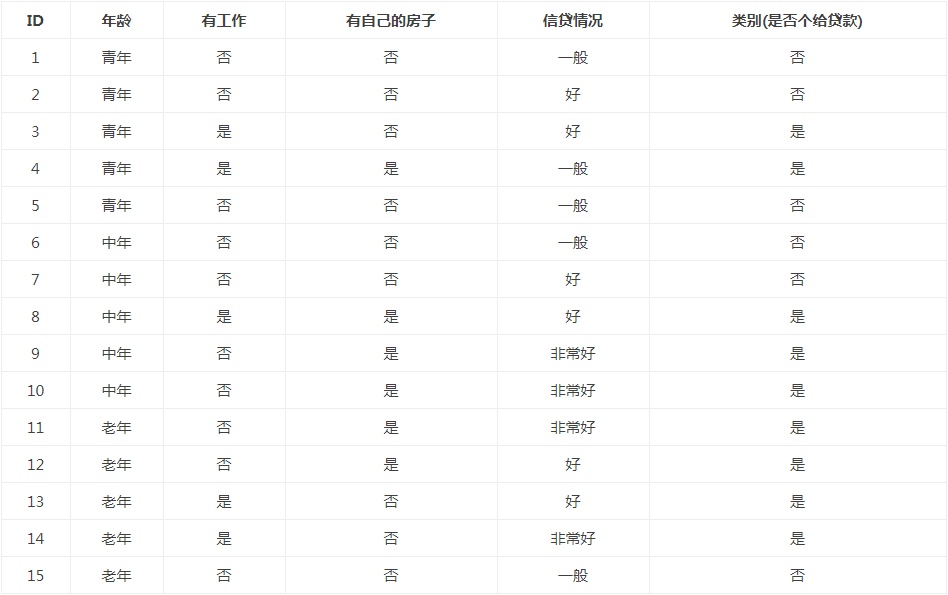 ID 年龄 有工作 有自己的房子 信贷情况 类别(是否个给贷款)
1 青年 否 否 一般 否
2 青年 否 否 好 否
3 青年 是 否 好 是
4 青年 是 是 一般 是
5 青年 否 否 一般 否
6 中年 否 否 一般 否
7 中年 否 否 好 否
8 中年 是 是 好 是
9 中年 否 是 非常好 是
10 中年 否 是 非常好 是
11 老年 否 是 非常好 是
12 老年 否 是 好 是
13 老年 是 否 好 是
14 老年 是 否 非常好 是
15 老年 否 否 一般 否